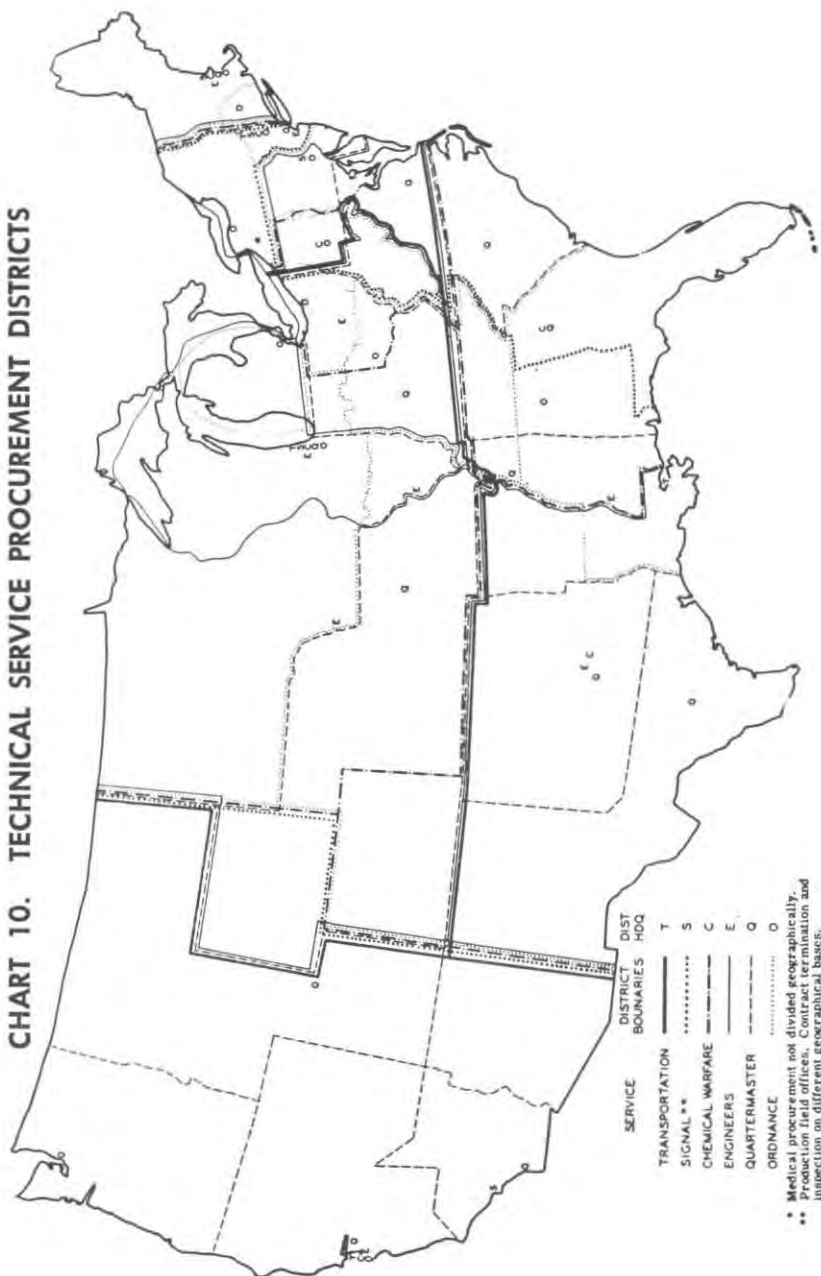 CHART 10. TECHNICAL SERVICE PROCUREMENT DISTRICTS
SERVICE DISTRICT BOUNARIES DIST HDQ
TRANSPORTATION T
SIGNAL** S
CHEMICAL WARFARE C
ENGINEERS E
QUARTERMASTER Q
ORDNANCE O
* Medical procurement not divided geographically.
** Production field offices. Contract termination and
inspection on different geographical bases.